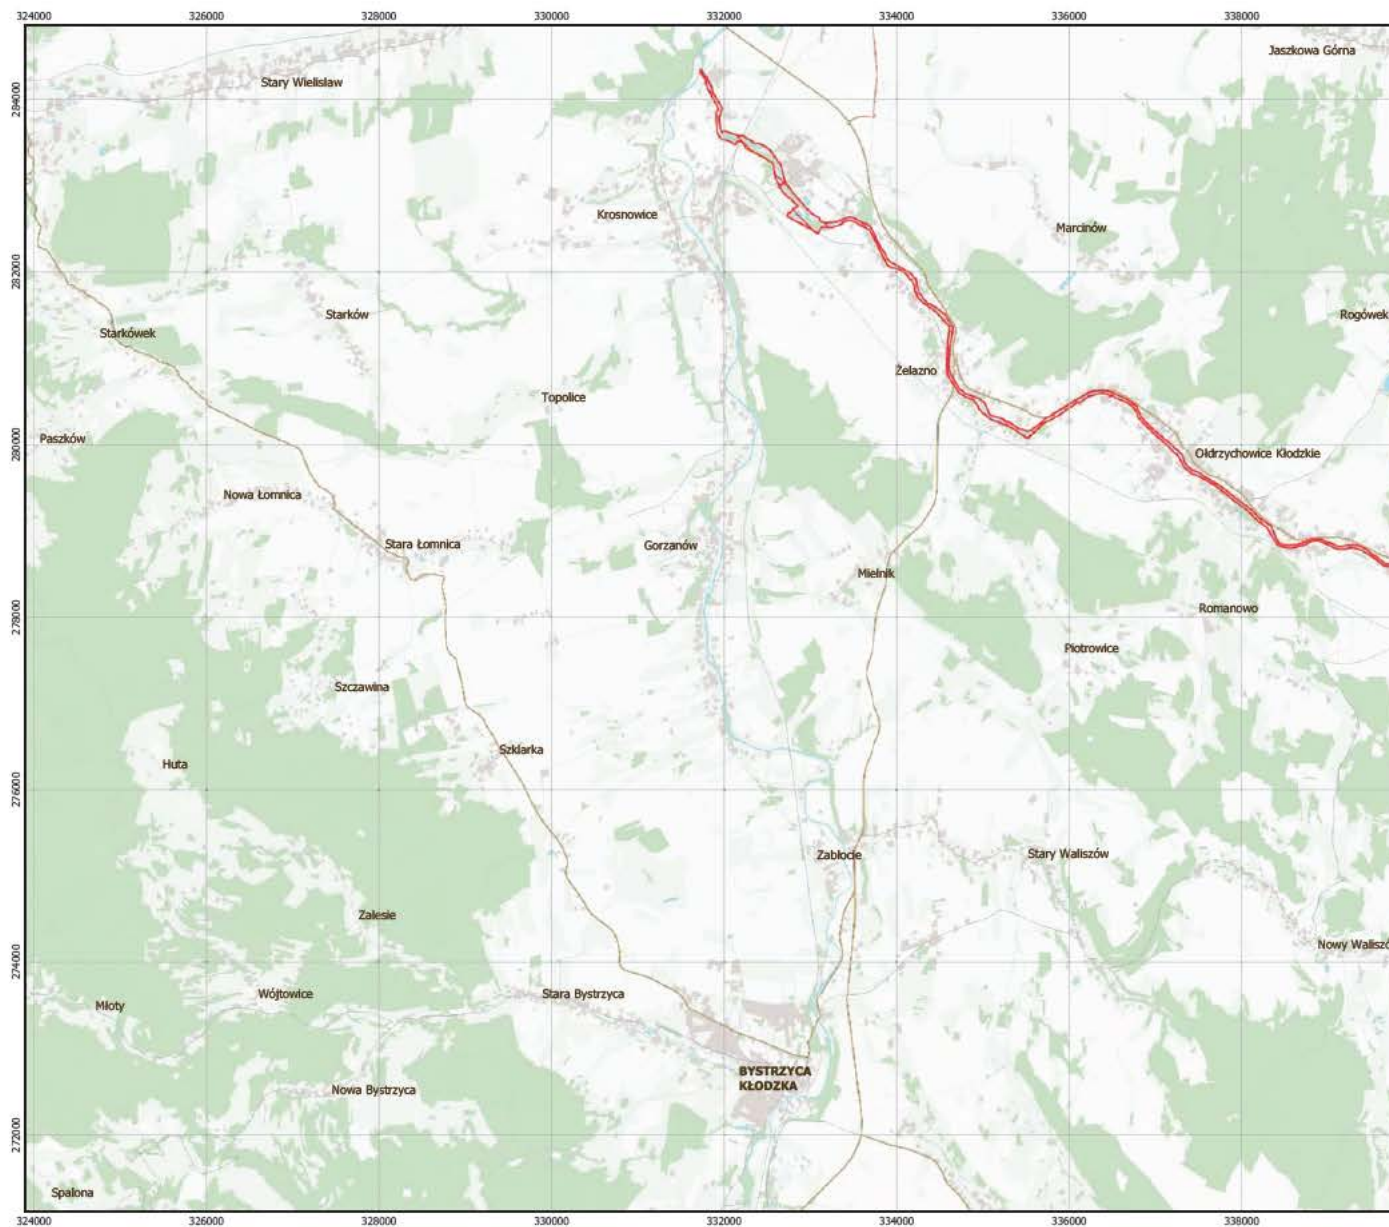 324000 326000 328000 330000 332000 334000 336000 338000
Jaszkowa Górna
Stary Wielisław
284000
Krosnowice
Marcinów
282000
Starków
Rogówek
Starkówek
Żelazno
Topolice
Paszków
280000
Ołdrzychowice Kłodzkie
Nowa Łomnica
Stara Łomnica
Gorzanów
Mielnik
Romanowo
278000
Piotrowice
Szczawina
Szklarka
Huta
276000
Zabłocie
Stary Waliszów
Zalesie
Nowy Waliszó
274000
Stara Bystrzyca
Wójtowice
Młoty
BYSTRZYCA
KŁODZKA
Nowa Bystrzyca
272000
Spalona
324000 326000 328000 330000 332000 334000 336000 338000